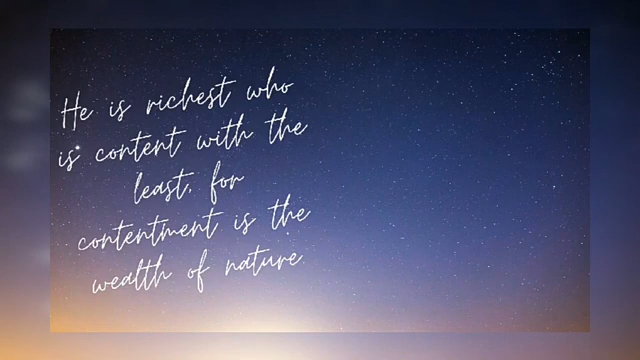 He is richest who
is content with the
least, for
contentment is the
wealth of nature.